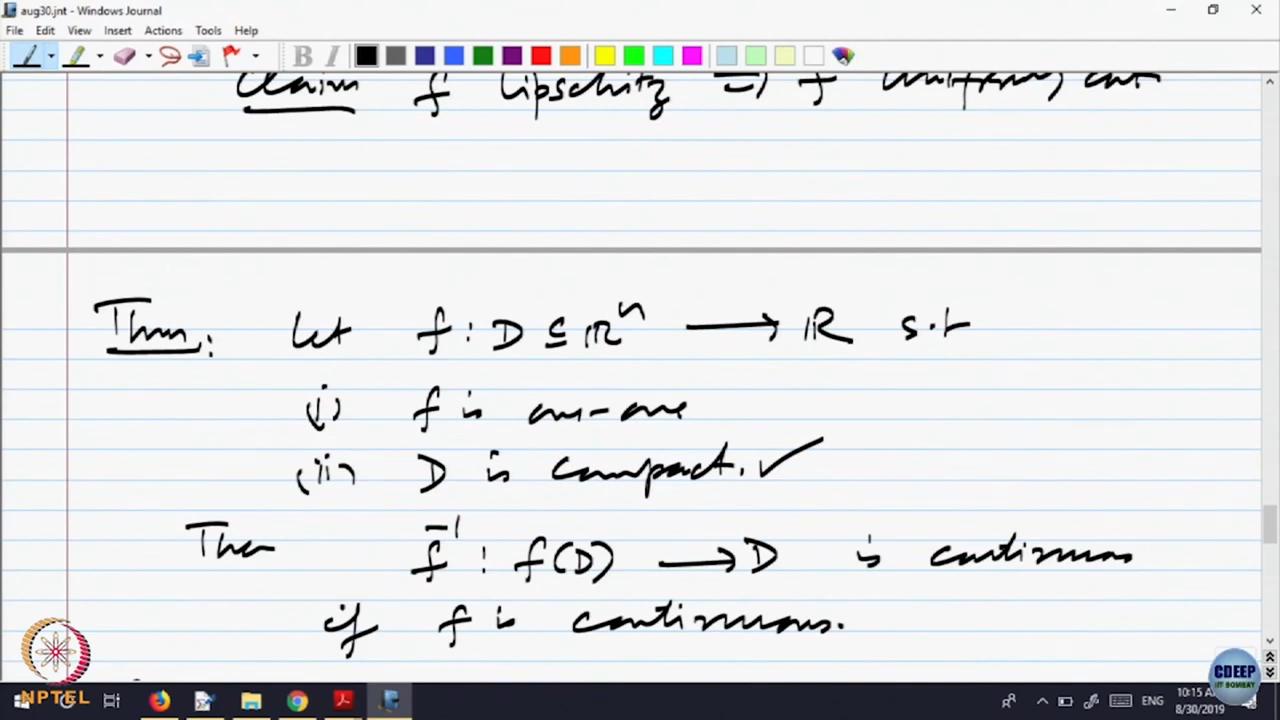 aug30.jnt - Windows Journal
File Edit View Insert Actions Tools Help
Claim f Lipschitz ⇒ f uniformly cont
Thm: Let f : D ⊆ ℝⁿ ⟶ ℝ s.t
(i) f is one-one
(ii) D is compact. ✓
Then f⁻¹ : f(D) ⟶ D is continuous
if f is continuous.
NPTEL
CDEEP
IIT BOMBAY
ENG
10:15 A
8/30/2019